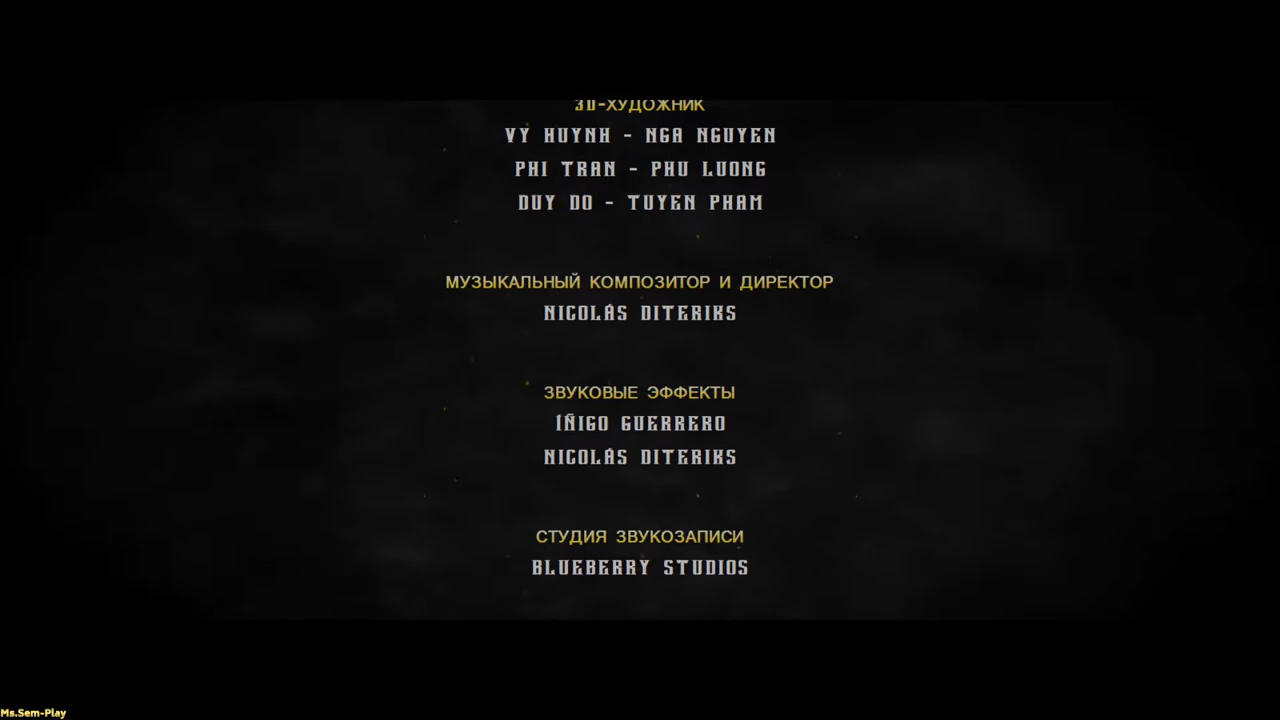 3D-ХУДОЖНИК
VY HUYNH - NGA NGUYEN
PHI TRAN - PHU LUONG
DUY DO - TUYEN PHAM
МУЗЫКАЛЬНЫЙ КОМПОЗИТОР И ДИРЕКТОР
NICOLÁS DITERIKS
ЗВУКОВЫЕ ЭФФЕКТЫ
ÍÑIGO GUERRERO
NICOLÁS DITERIKS
СТУДИЯ ЗВУКОЗАПИСИ
BLUEBERRY STUDIOS
Ms.Sem-Play